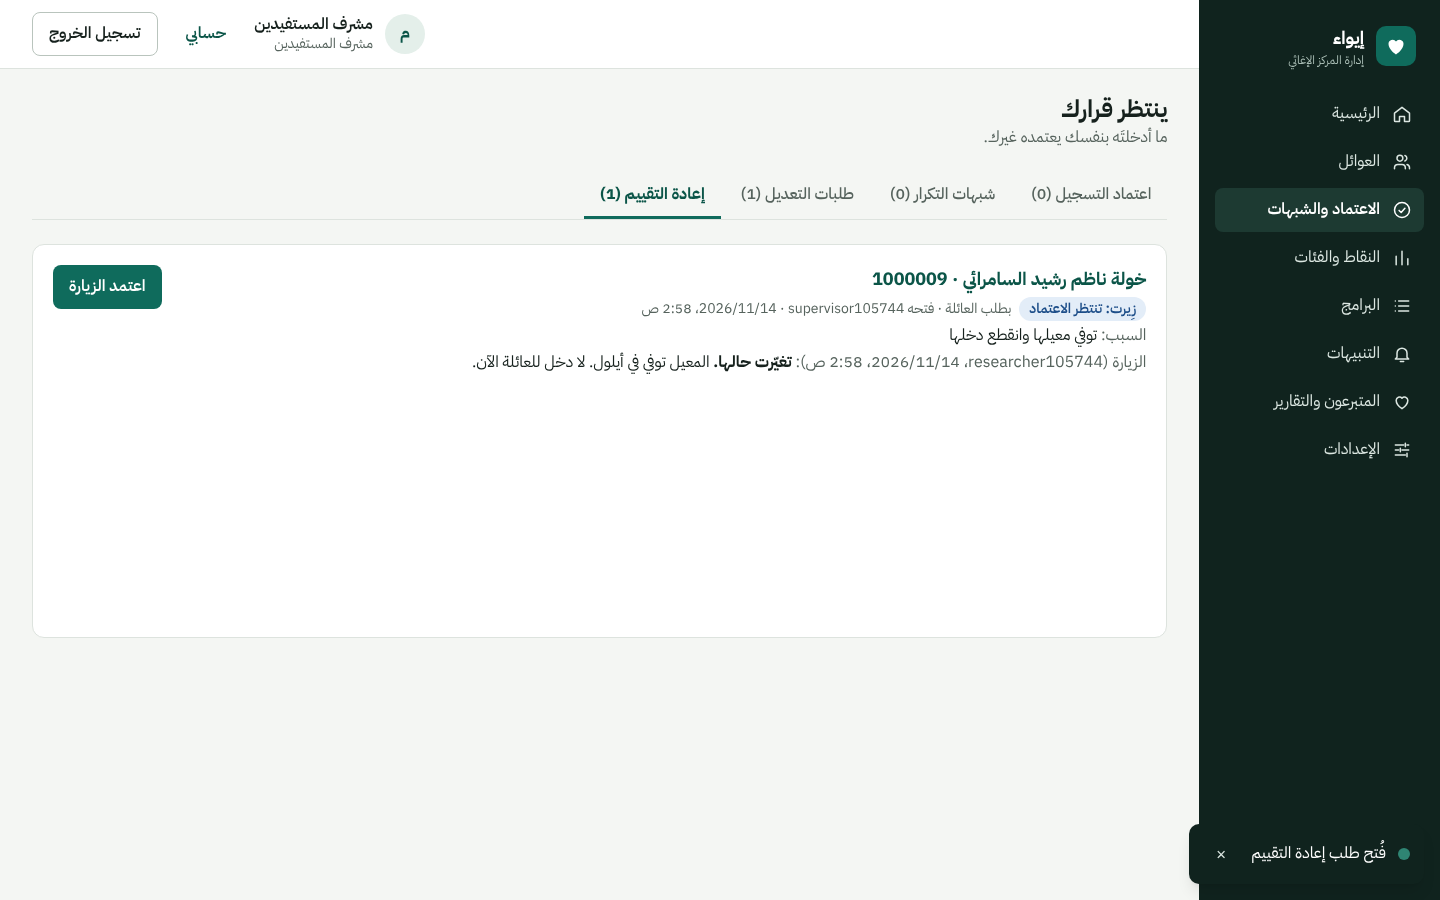 إيواء
إدارة المركز الإغاثي
الرئيسية
العوائل
الاعتماد والشبهات
النقاط والفئات
البرامج
التنبيهات
المتبرعون والتقارير
الإعدادات
م
مشرف المستفيدين
مشرف المستفيدين
حسابي
تسجيل الخروج
ينتظر قرارك
ما أدخلتَه بنفسك يعتمده غيرك.
اعتماد التسجيل (0)
شبهات التكرار (0)
طلبات التعديل (1)
إعادة التقييم (1)
خولة ناظم رشيد السامرائي · 1000009
زيرت: تنتظر الاعتماد بطلب العائلة · فتحه supervisor105744 · 2026/11/14، 2:58 ص
السبب: توفي معيلها وانقطع دخلها
الزيارة (researcher105744، 2026/11/14، 2:58 ص): تغيّرت حالها. المعيل توفي في أيلول. لا دخل للعائلة الآن.
اعتمد الزيارة
فُتح طلب إعادة التقييم ×